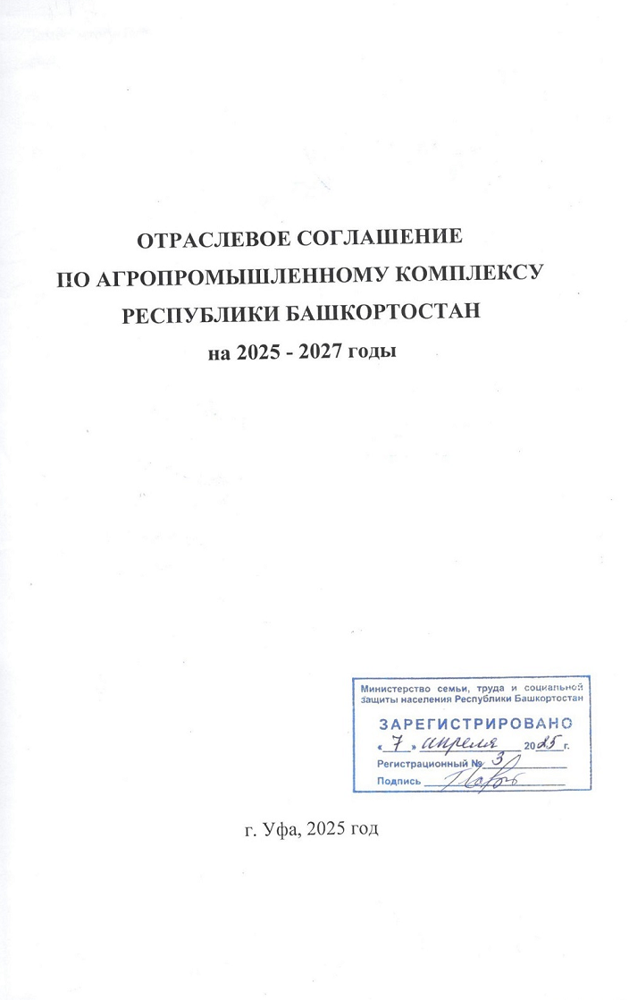 ОТРАСЛЕВОЕ СОГЛАШЕНИЕ
ПО АГРОПРОМЫШЛЕННОМУ КОМПЛЕКСУ
РЕСПУБЛИКИ БАШКОРТОСТАН
на 2025 - 2027 годы
Министерство семьи, труда и социальной
защиты населения Республики Башкортостан
ЗАРЕГИСТРИРОВАНО
« 7 » апреля 2025 г.
Регистрационный № 3
Подпись
г. Уфа, 2025 год